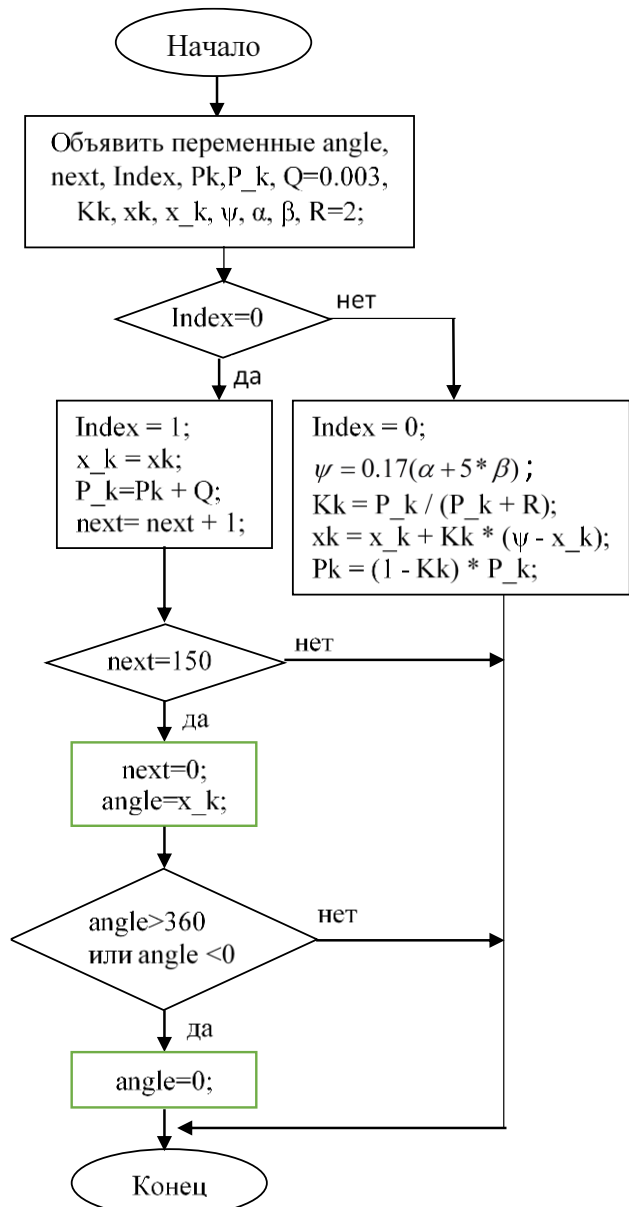 Начало
Объявить переменные angle,
next, Index, Pk,P_k, Q=0.003,
Kk, xk, x_k, ψ, α, β, R=2;
Index=0
нет
да
Index = 1;
x_k = xk;
P_k=Pk + Q;
next= next + 1;
Index = 0;
ψ = 0.17(α + 5* β) ;
Kk = P_k / (P_k + R);
xk = x_k + Kk * (ψ - x_k);
Pk = (1 - Kk) * P_k;
next=150
нет
да
next=0;
angle=x_k;
angle>360
или angle <0
нет
да
angle=0;
Конец